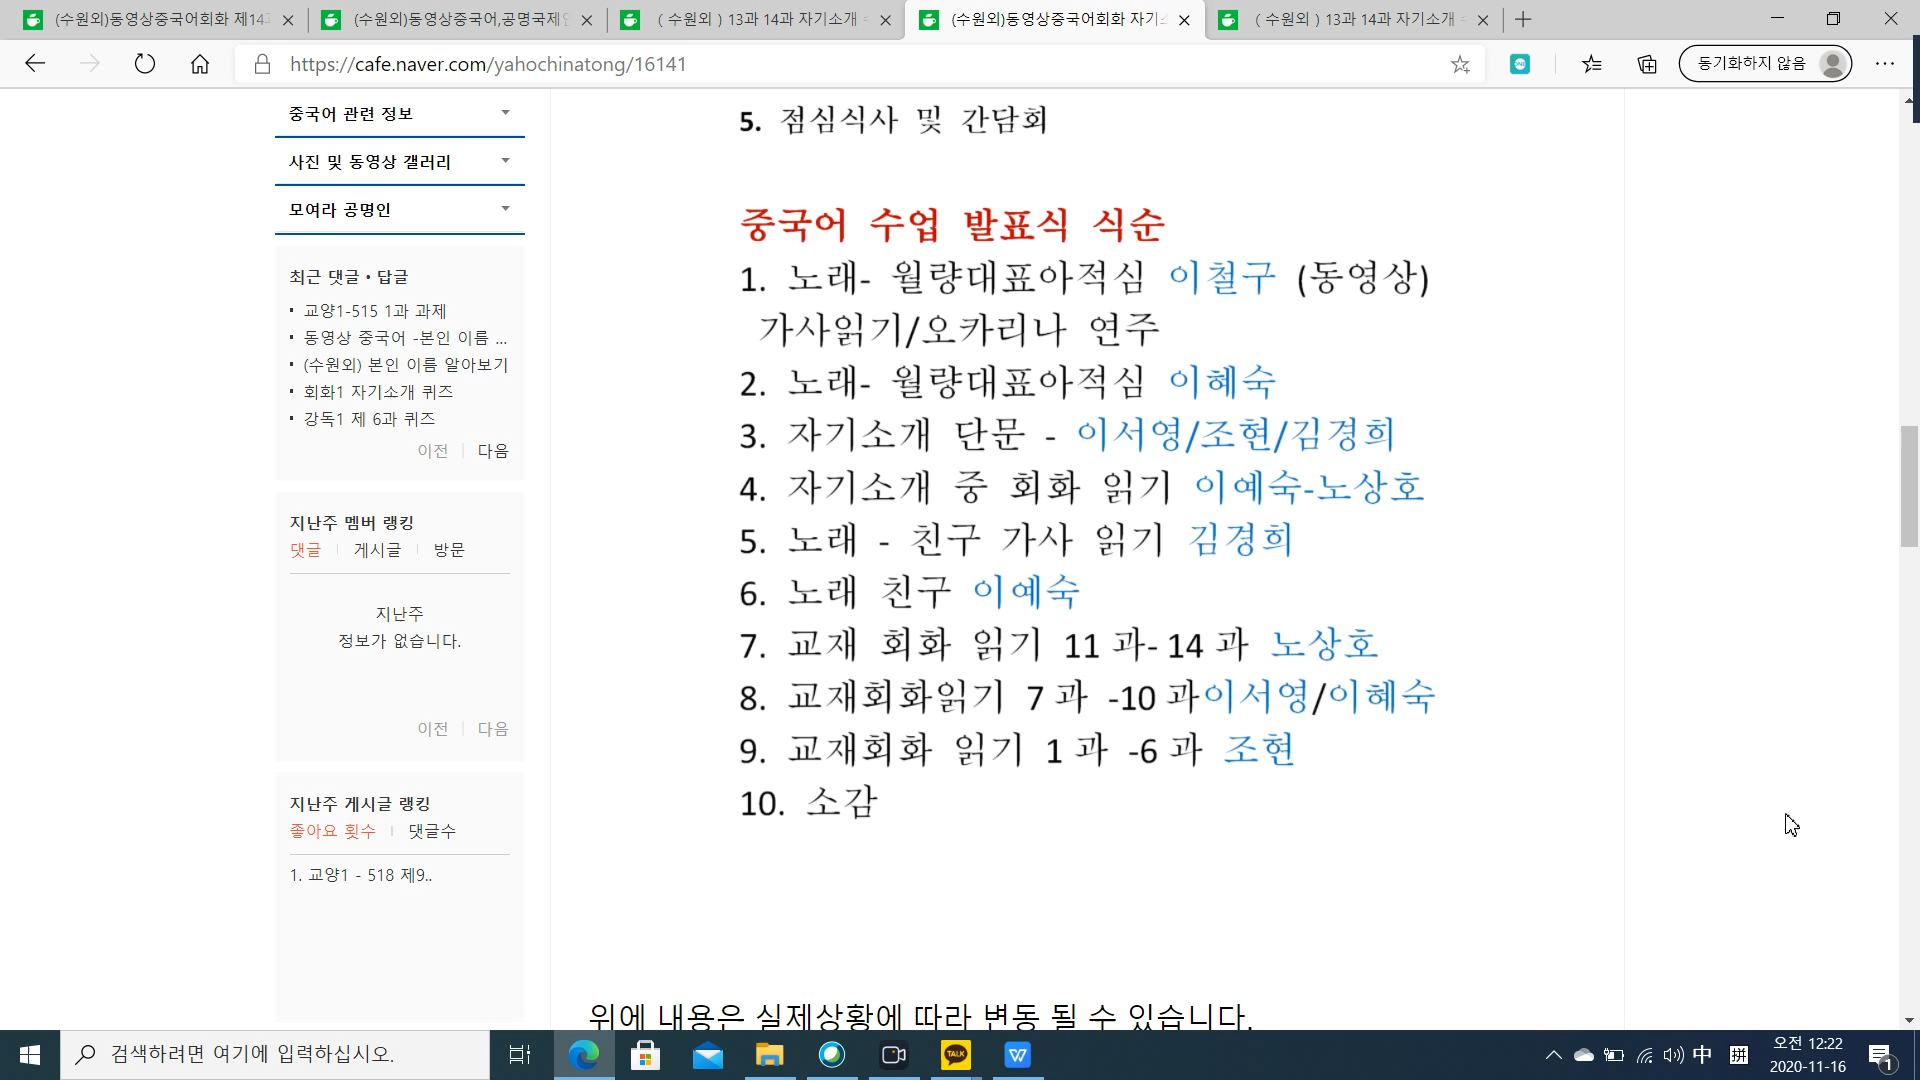 (수원외)동영상중국어회화 제14
(수원외)동영상중국어,공명국제
( 수원외 ) 13과 14과 자기소개
(수원외)동영상중국어회화 자기
( 수원외 ) 13과 14과 자기소개
https://cafe.naver.com/yahochinatong/16141
동기화하지 않음
중국어 관련 정보
사진 및 동영상 갤러리
모여라 공명인
최근 댓글 • 답글
교양1-515 1과 과제
동영상 중국어 -본인 이름 ...
(수원외) 본인 이름 알아보기
회화1 자기소개 퀴즈
강독1 제 6과 퀴즈
이전 다음
지난주 멤버 랭킹
댓글 게시글 방문
지난주
정보가 없습니다.
이전 다음
지난주 게시글 랭킹
좋아요 횟수 댓글수
1. 교양1 - 518 제9..
5. 점심식사 및 간담회
중국어 수업 발표식 식순
1. 노래- 월량대표아적심 이철구 (동영상)
가사읽기/오카리나 연주
2. 노래- 월량대표아적심 이혜숙
3. 자기소개 단문 - 이서영/조현/김경희
4. 자기소개 중 회화 읽기 이예숙-노상호
5. 노래 - 친구 가사 읽기 김경희
6. 노래 친구 이예숙
7. 교재 회화 읽기 11과- 14과 노상호
8. 교재회화읽기 7과 -10과이서영/이혜숙
9. 교재회화 읽기 1과 -6과 조현
10. 소감
위에 내용은 실제상황에 따라 변동 될 수 있습니다.
검색하려면 여기에 입력하십시오.
TALK
W
中
拼
오전 12:22
2020-11-16
1